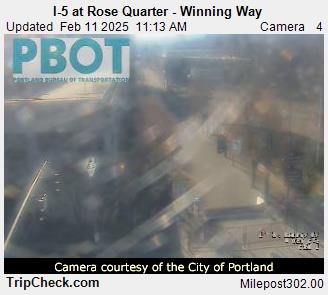 I-5 at Rose Quarter - Winning Way
Updated Feb 11 2025 11:13 AM Camera 4
PBOT
PORTLAND BUREAU OF TRANSPORTATION
Camera courtesy of the City of Portland
TripCheck.com Milepost302.00